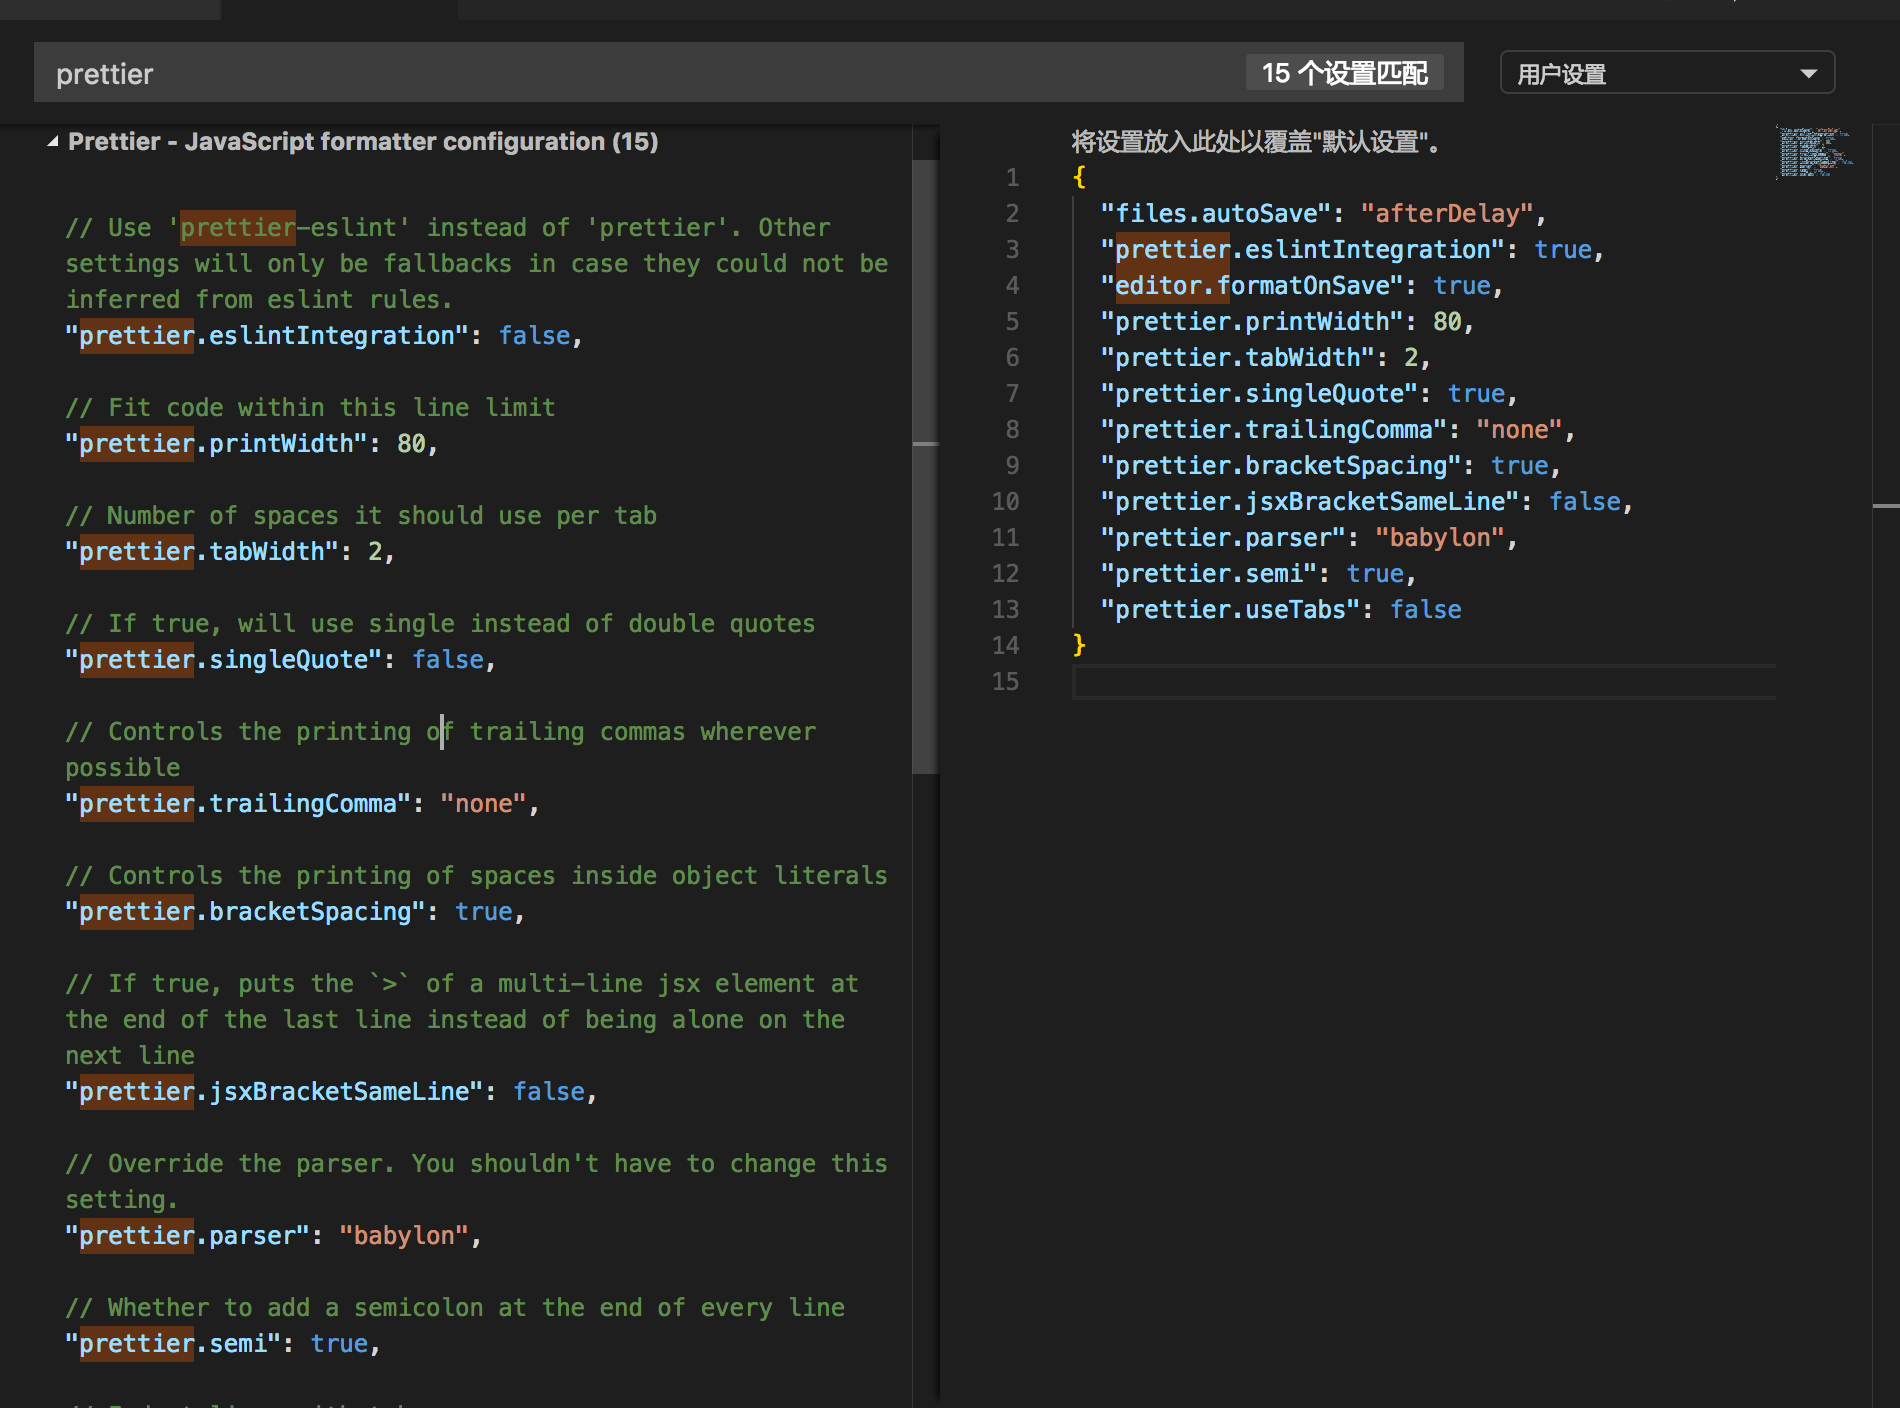 prettier
15 个设置匹配
用户设置
Prettier - JavaScript formatter configuration (15)
// Use 'prettier-eslint' instead of 'prettier'. Other
settings will only be fallbacks in case they could not be
inferred from eslint rules.
"prettier.eslintIntegration": false,
// Fit code within this line limit
"prettier.printWidth": 80,
// Number of spaces it should use per tab
"prettier.tabWidth": 2,
// If true, will use single instead of double quotes
"prettier.singleQuote": false,
// Controls the printing of trailing commas wherever
possible
"prettier.trailingComma": "none",
// Controls the printing of spaces inside object literals
"prettier.bracketSpacing": true,
// If true, puts the `>` of a multi-line jsx element at
the end of the last line instead of being alone on the
next line
"prettier.jsxBracketSameLine": false,
// Override the parser. You shouldn't have to change this
setting.
"prettier.parser": "babylon",
// Whether to add a semicolon at the end of every line
"prettier.semi": true,
将设置放入此处以覆盖"默认设置"。
1 {
2 "files.autoSave": "afterDelay",
3 "prettier.eslintIntegration": true,
4 "editor.formatOnSave": true,
5 "prettier.printWidth": 80,
6 "prettier.tabWidth": 2,
7 "prettier.singleQuote": true,
8 "prettier.trailingComma": "none",
9 "prettier.bracketSpacing": true,
10 "prettier.jsxBracketSameLine": false,
11 "prettier.parser": "babylon",
12 "prettier.semi": true,
13 "prettier.useTabs": false
14 }
15